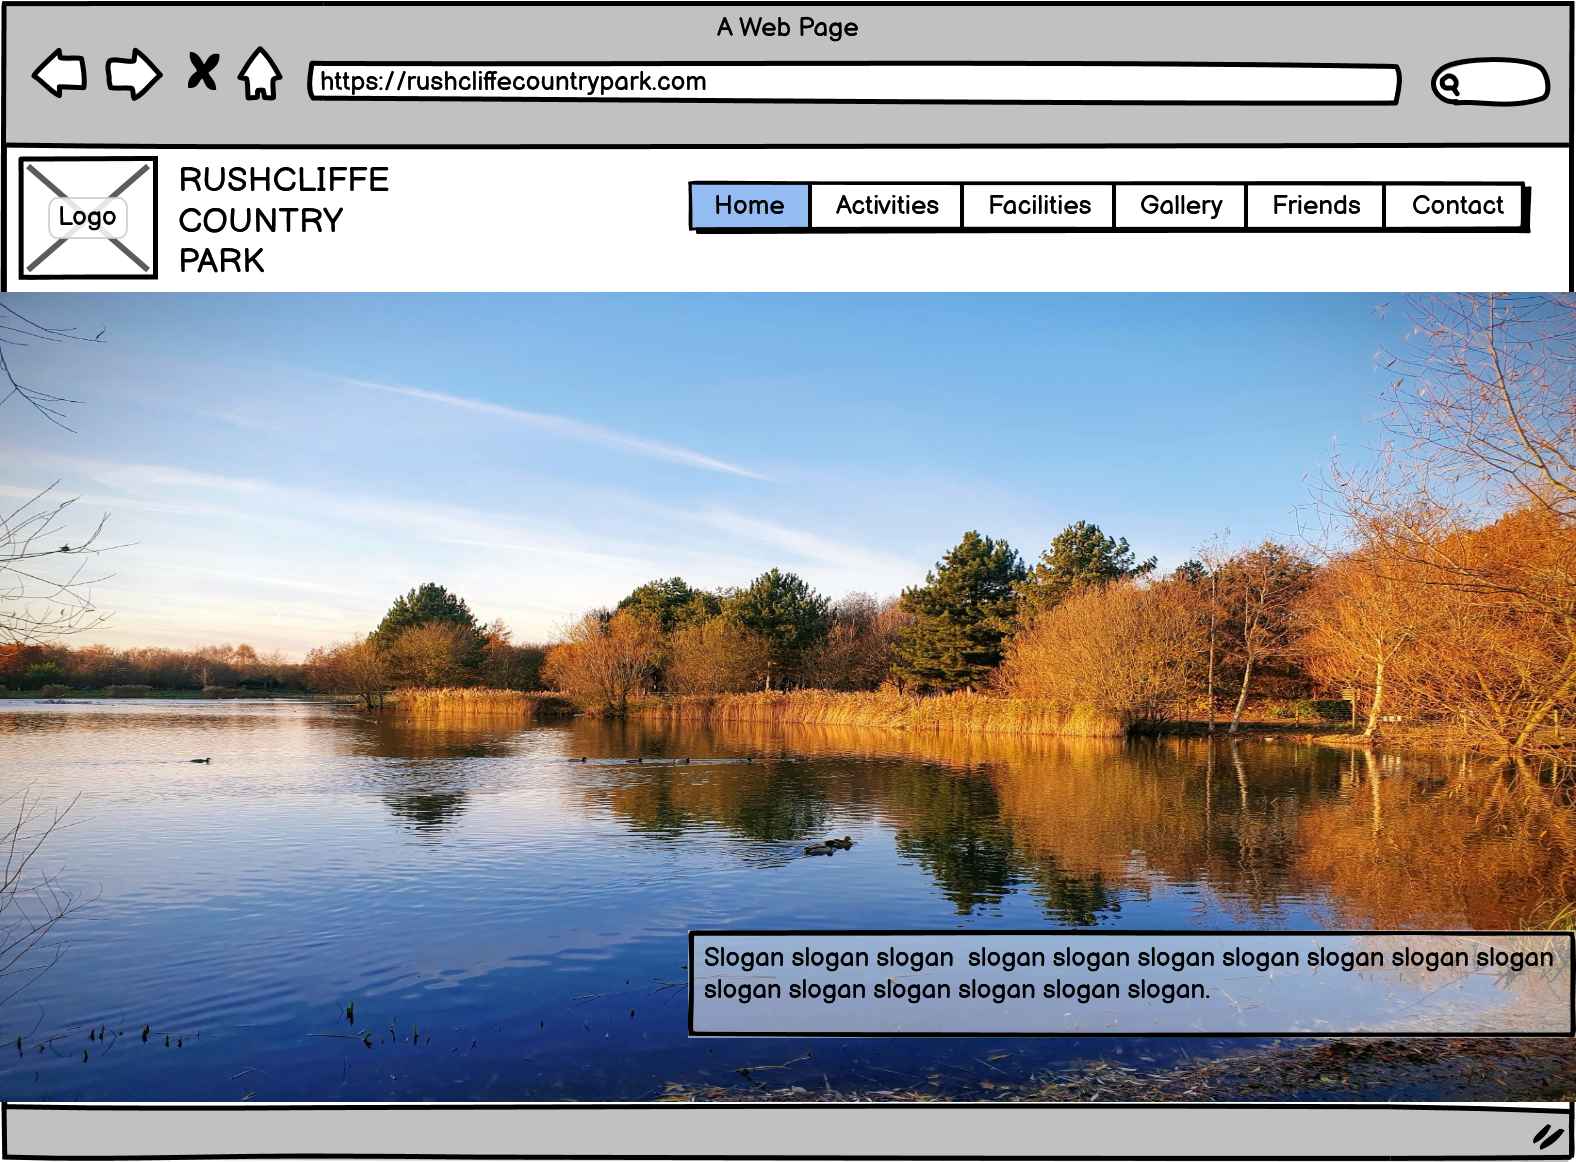 A Web Page
https://rushcliffecountrypark.com
Logo
RUSHCLIFFE
COUNTRY
PARK
Home Activities Facilities Gallery Friends Contact
Slogan slogan slogan  slogan slogan slogan slogan slogan slogan slogan
slogan slogan slogan slogan slogan slogan.